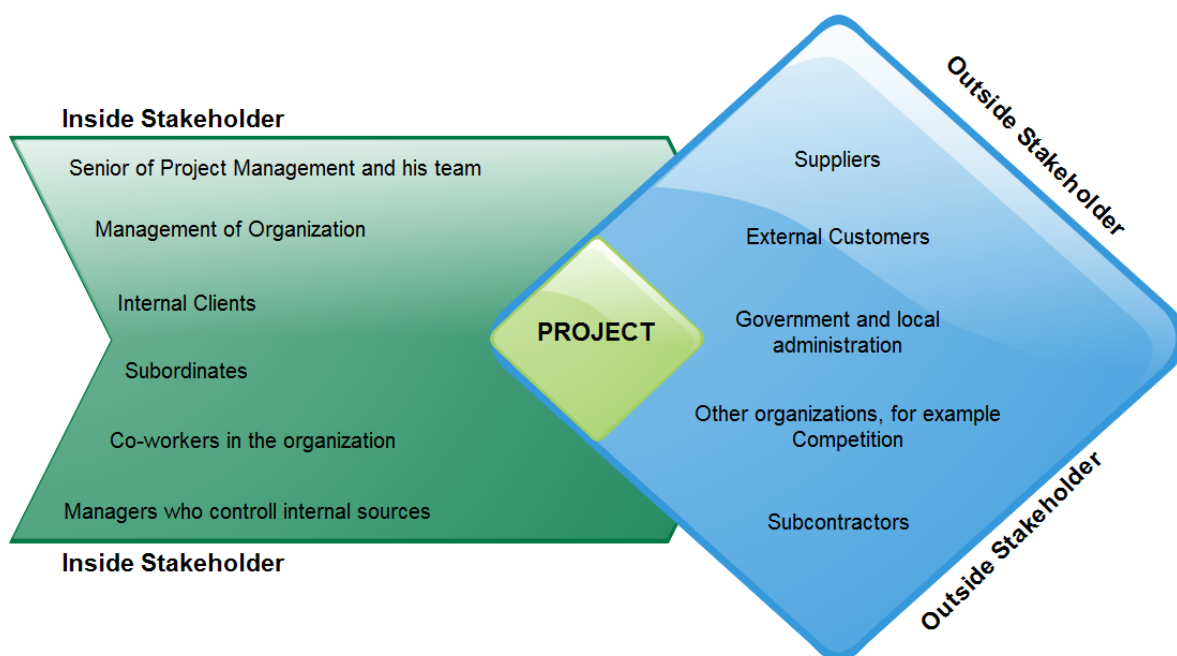 Inside Stakeholder
Senior of Project Management and his team
Management of Organization
Internal Clients
Subordinates
Co-workers in the organization
Managers who controll internal sources
Inside Stakeholder
PROJECT
Outside Stakeholder
Suppliers
External Customers
Government and local
administration
Other organizations, for example
Competition
Subcontractors
Outside Stakeholder